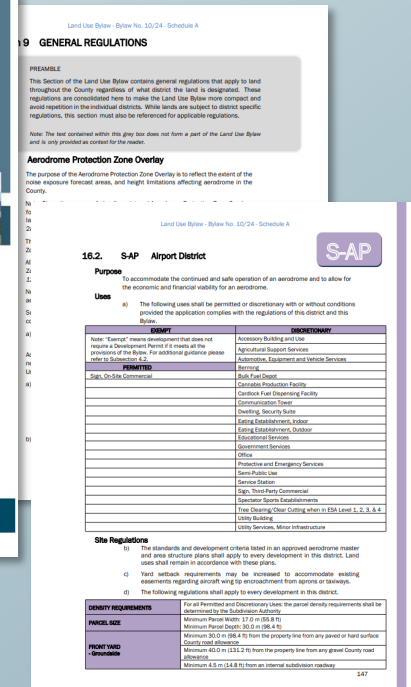 Land Use Bylaw - Bylaw No. 10/24 - Schedule A
9 GENERAL REGULATIONS
PREAMBLE
This Section of the Land Use Bylaw contains general regulations that apply to land
throughout the County regardless of what district the land is designated. These
regulations are consolidated here to make the Land Use Bylaw more compact and
avoid repetition in the individual districts. While lands are subject to district specific
regulations, this section must also be referenced for applicable regulations.
Note: The text contained within this grey box does not form a part of the Land Use Bylaw
and is only provided as context for the reader.
Aerodrome Protection Zone Overlay
The purpose of the Aerodrome Protection Zone Overlay is to reflect the extent of the
noise exposure forecast areas, and height limitations affecting aerodrome in the
County.
a)
a)
b)
Land Use Bylaw - Bylaw No. 10/24 - Schedule A
S-AP
16.2. S-AP Airport District
Purpose
To accommodate the continued and safe operation of an aerodrome and to allow for
the economic and financial viability for an aerodrome.
Uses
a) The following uses shall be permitted or discretionary with or without conditions
provided the application complies with the regulations of this district and this
Bylaw.
EXEMPT DISCRETIONARY
Note: "Exempt" means development that does not
require a Development Permit if it meets all the
provisions of the Bylaw. For additional guidance please
refer to Subsection 4.2.
Accessory Building and Use
Agricultural Support Services
Automotive, Equipment and Vehicle Services
PERMITTED Berming
Sign, On-Site Commercial Bulk Fuel Depot
Cannabis Production Facility
Cardlock Fuel Dispensing Facility
Communication Tower
Dwelling, Security Suite
Eating Establishment, Indoor
Eating Establishment, Outdoor
Educational Services
Government Services
Office
Protective and Emergency Services
Semi-Public Use
Service Station
Sign, Third-Party Commercial
Spectator Sports Establishments
Tree Clearing/Clear Cutting when in ESA Level 1, 2, 3, & 4
Utility Building
Utility Services, Minor Infrastructure
Site Regulations
b) The standards and development criteria listed in an approved aerodrome master
and area structure plans shall apply to every development in this district. Land
uses shall remain in accordance with these plans.
c) Yard setback requirements may be increased to accommodate existing
easements regarding aircraft wing tip encroachment from aprons or taxiways.
d) The following regulations shall apply to every development in this district.
DENSITY REQUIREMENTS For all Permitted and Discretionary Uses: the parcel density requirements shall be
determined by the Subdivision Authority
PARCEL SIZE Minimum Parcel Width: 17.0 m (55.8 ft)
Minimum Parcel Depth: 30.0 m (98.4 ft)
FRONT YARD
- Groundside
Minimum 30.0 m (98.4 ft) from the property line from any paved or hard surface
County road allowance
Minimum 40.0 m (131.2 ft) from the property line from any gravel County road
allowance
Minimum 4.5 m (14.8 ft) from an internal subdivision roadway
147